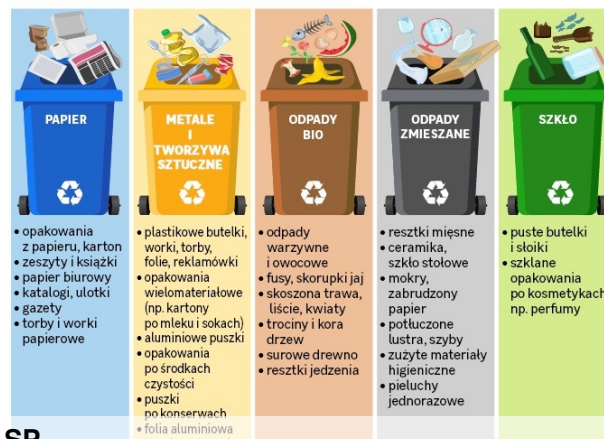 PAPIER
• opakowania
z papieru, karton
• zeszyty i książki
• papier biurowy
• katalogi, ulotki
• gazety
• torby i worki
papierowe
METALE
I
TWORZYWA
SZTUCZNE
• plastikowe butelki,
worki, torby,
folie, reklamówki
• opakowania
wielomateriałowe
(np. kartony
po mleku i sokach)
• aluminiowe puszki
• opakowania
po środkach
czystości
• puszki
po konserwach
• folia aluminiowa
ODPADY
BIO
• odpady
warzywne
i owocowe
• fusy, skorupki jaj
• skoszona trawa,
liście, kwiaty
• trociny i kora
drzew
• surowe drewno
• resztki jedzenia
ODPADY
ZMIESZANE
• resztki mięsne
• ceramika,
szkło stołowe
• mokry,
zabrudzony
papier
• potłuczone
lustra, szyby
• zużyte materiały
higieniczne
• pieluchy
jednorazowe
SZKŁO
• puste butelki
i słoiki
• szklane
opakowania
po kosmetykach
np. perfumy